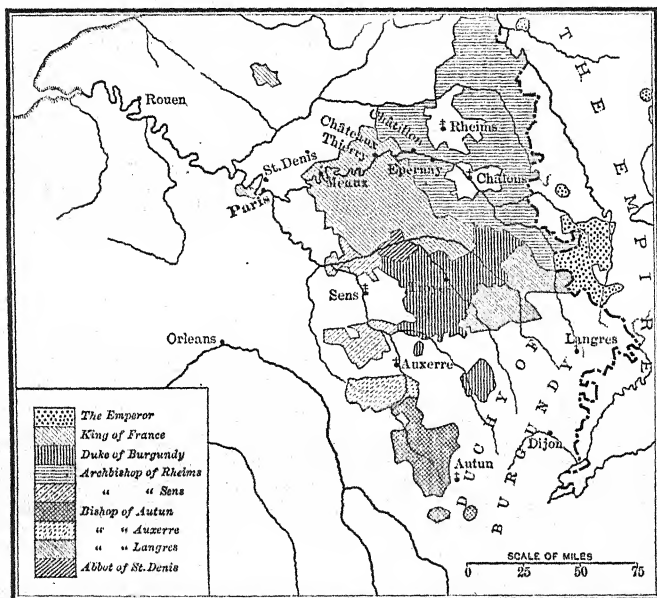 THE EMPIRE
Rouen
Rheims
Châtillon
Châteaux
Thierry
St. Denis
Epernay
Châlons
Meaux
Paris
Sens
Orleans
Langres
Auxerre
DUCHY OF
BURGUNDY
Dijon
Autun
The Emperor
King of France
Duke of Burgundy
Archbishop of Rheims
" " Sens
Bishop of Autun
" " Auxerre
" " Langres
Abbot of St. Denis
SCALE OF MILES
0 25 50 75